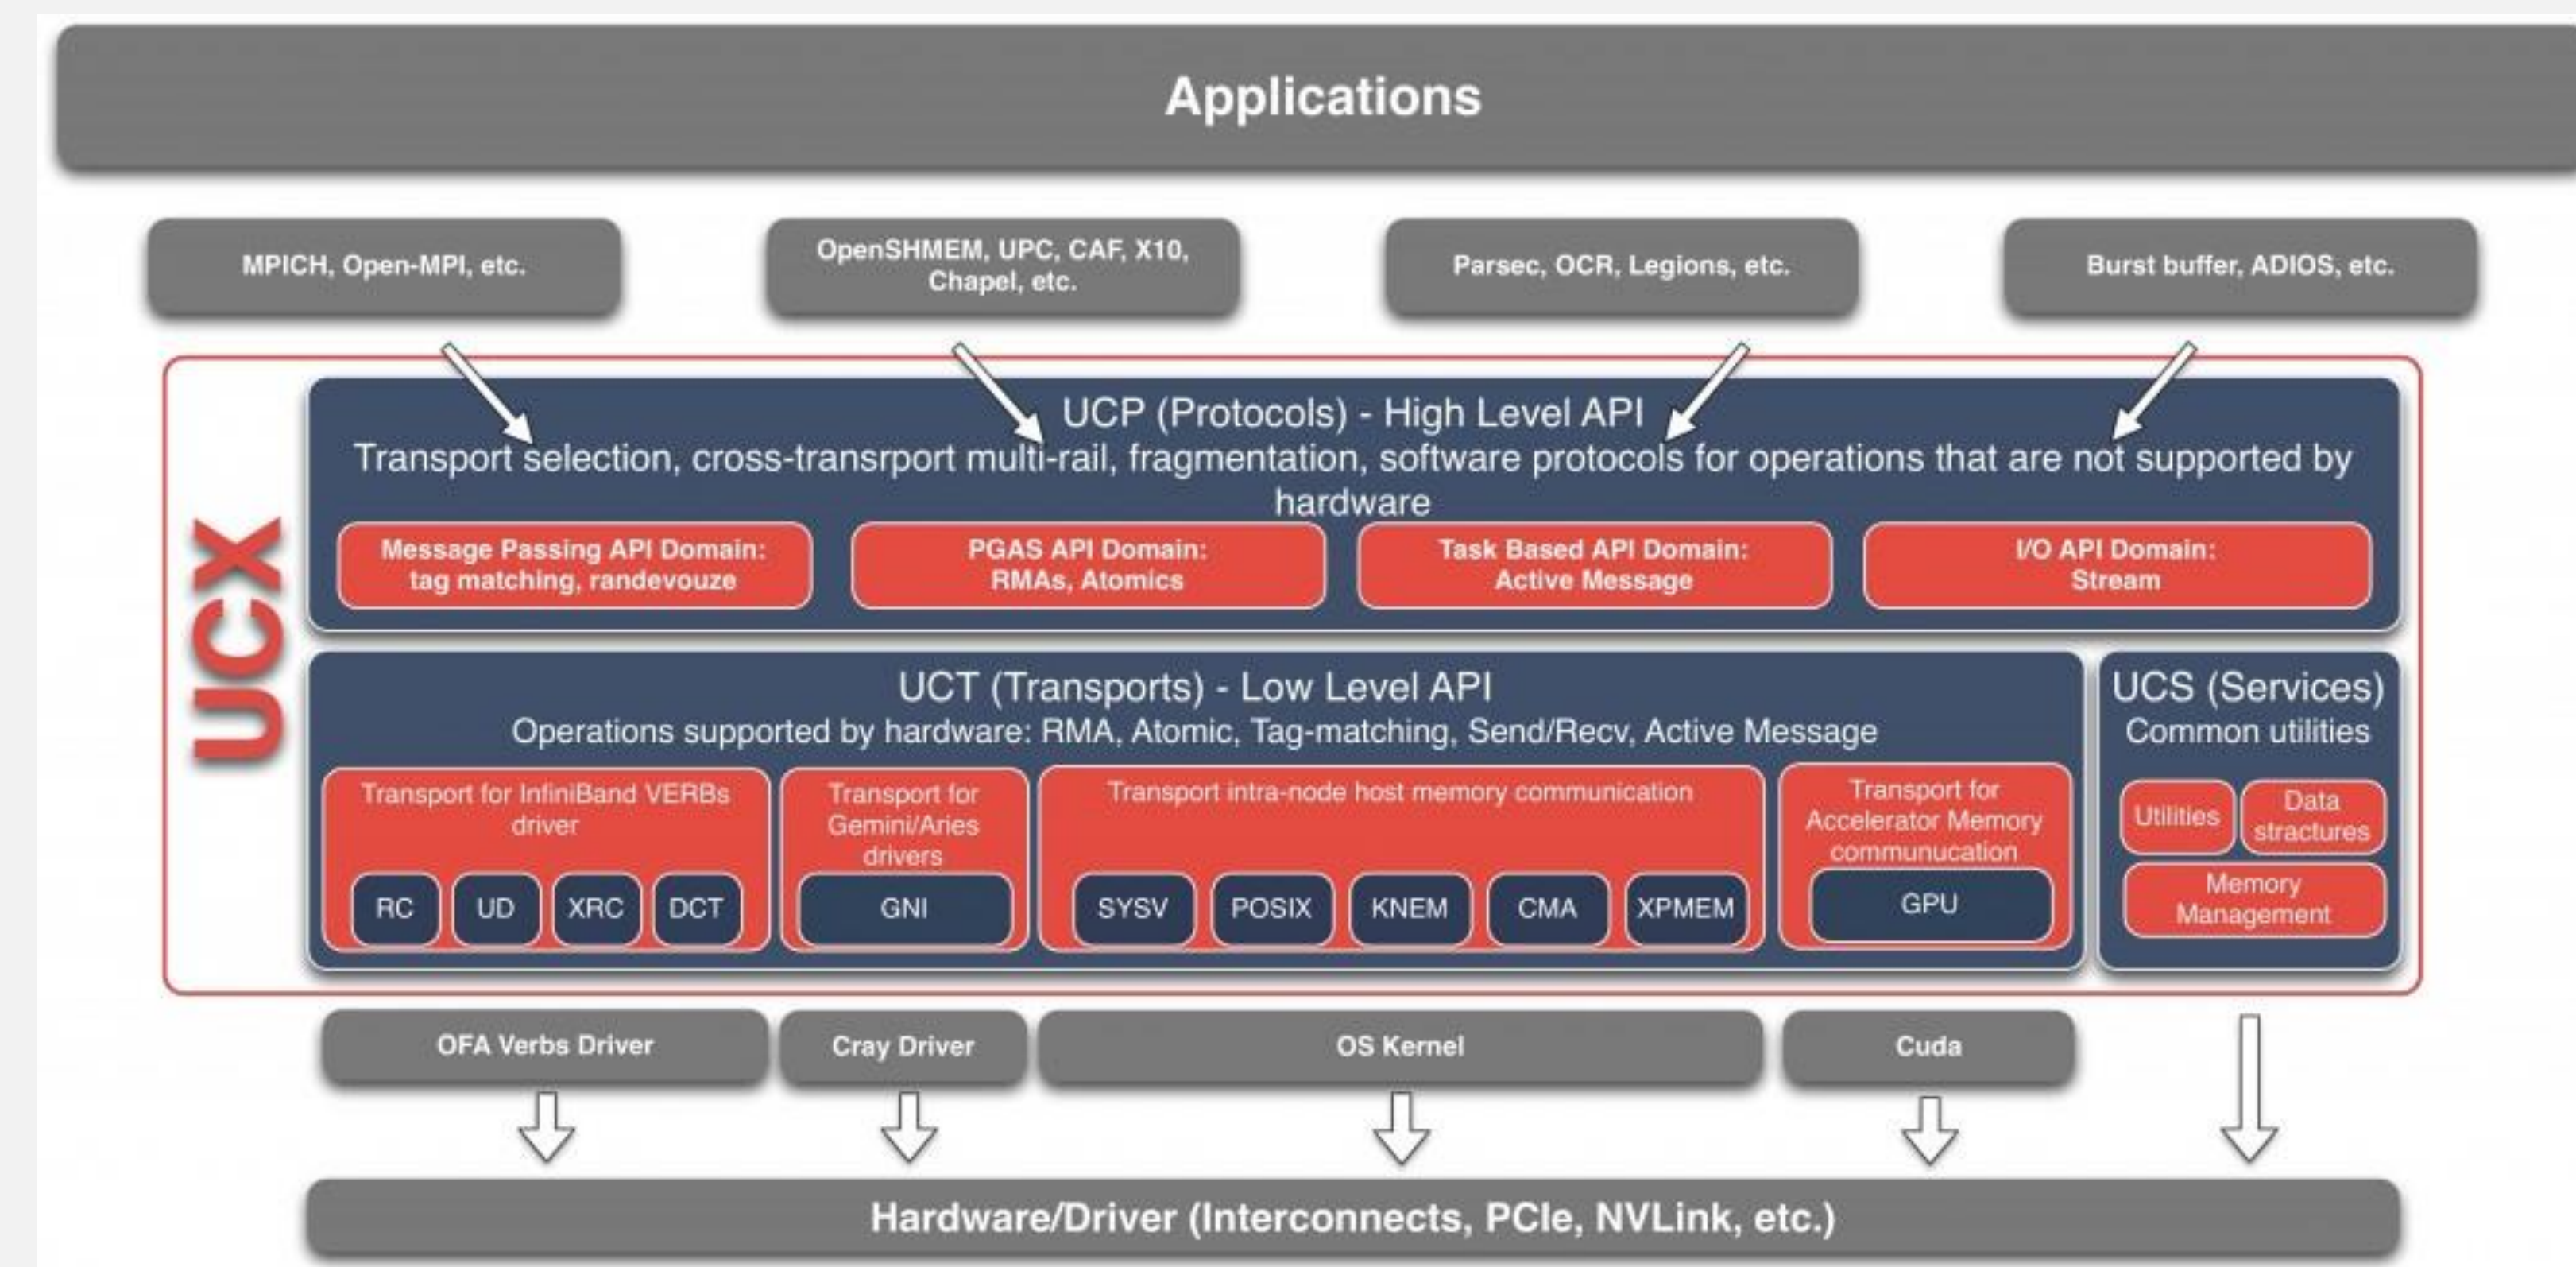 Applications
MPICH, Open-MPI, etc.
OpenSHMEM, UPC, CAF, X10,
Chapel, etc.
Parsec, OCR, Legions, etc.
Burst buffer, ADIOS, etc.
UCX
UCP (Protocols) - High Level API
Transport selection, cross-transrport multi-rail, fragmentation, software protocols for operations that are not supported by
hardware
Message Passing API Domain:
tag matching, randevouze
PGAS API Domain:
RMAs, Atomics
Task Based API Domain:
Active Message
I/O API Domain:
Stream
UCT (Transports) - Low Level API
Operations supported by hardware: RMA, Atomic, Tag-matching, Send/Recv, Active Message
Transport for InfiniBand VERBs
driver
RC
UD
XRC
DCT
Transport for
Gemini/Aries
drivers
GNI
Transport intra-node host memory communication
SYSV
POSIX
KNEM
CMA
XPMEM
Transport for
Accelerator Memory
communucation
GPU
UCS (Services)
Common utilities
Utilities
Data
stractures
Memory
Management
OFA Verbs Driver
Cray Driver
OS Kernel
Cuda
Hardware/Driver (Interconnects, PCIe, NVLink, etc.)